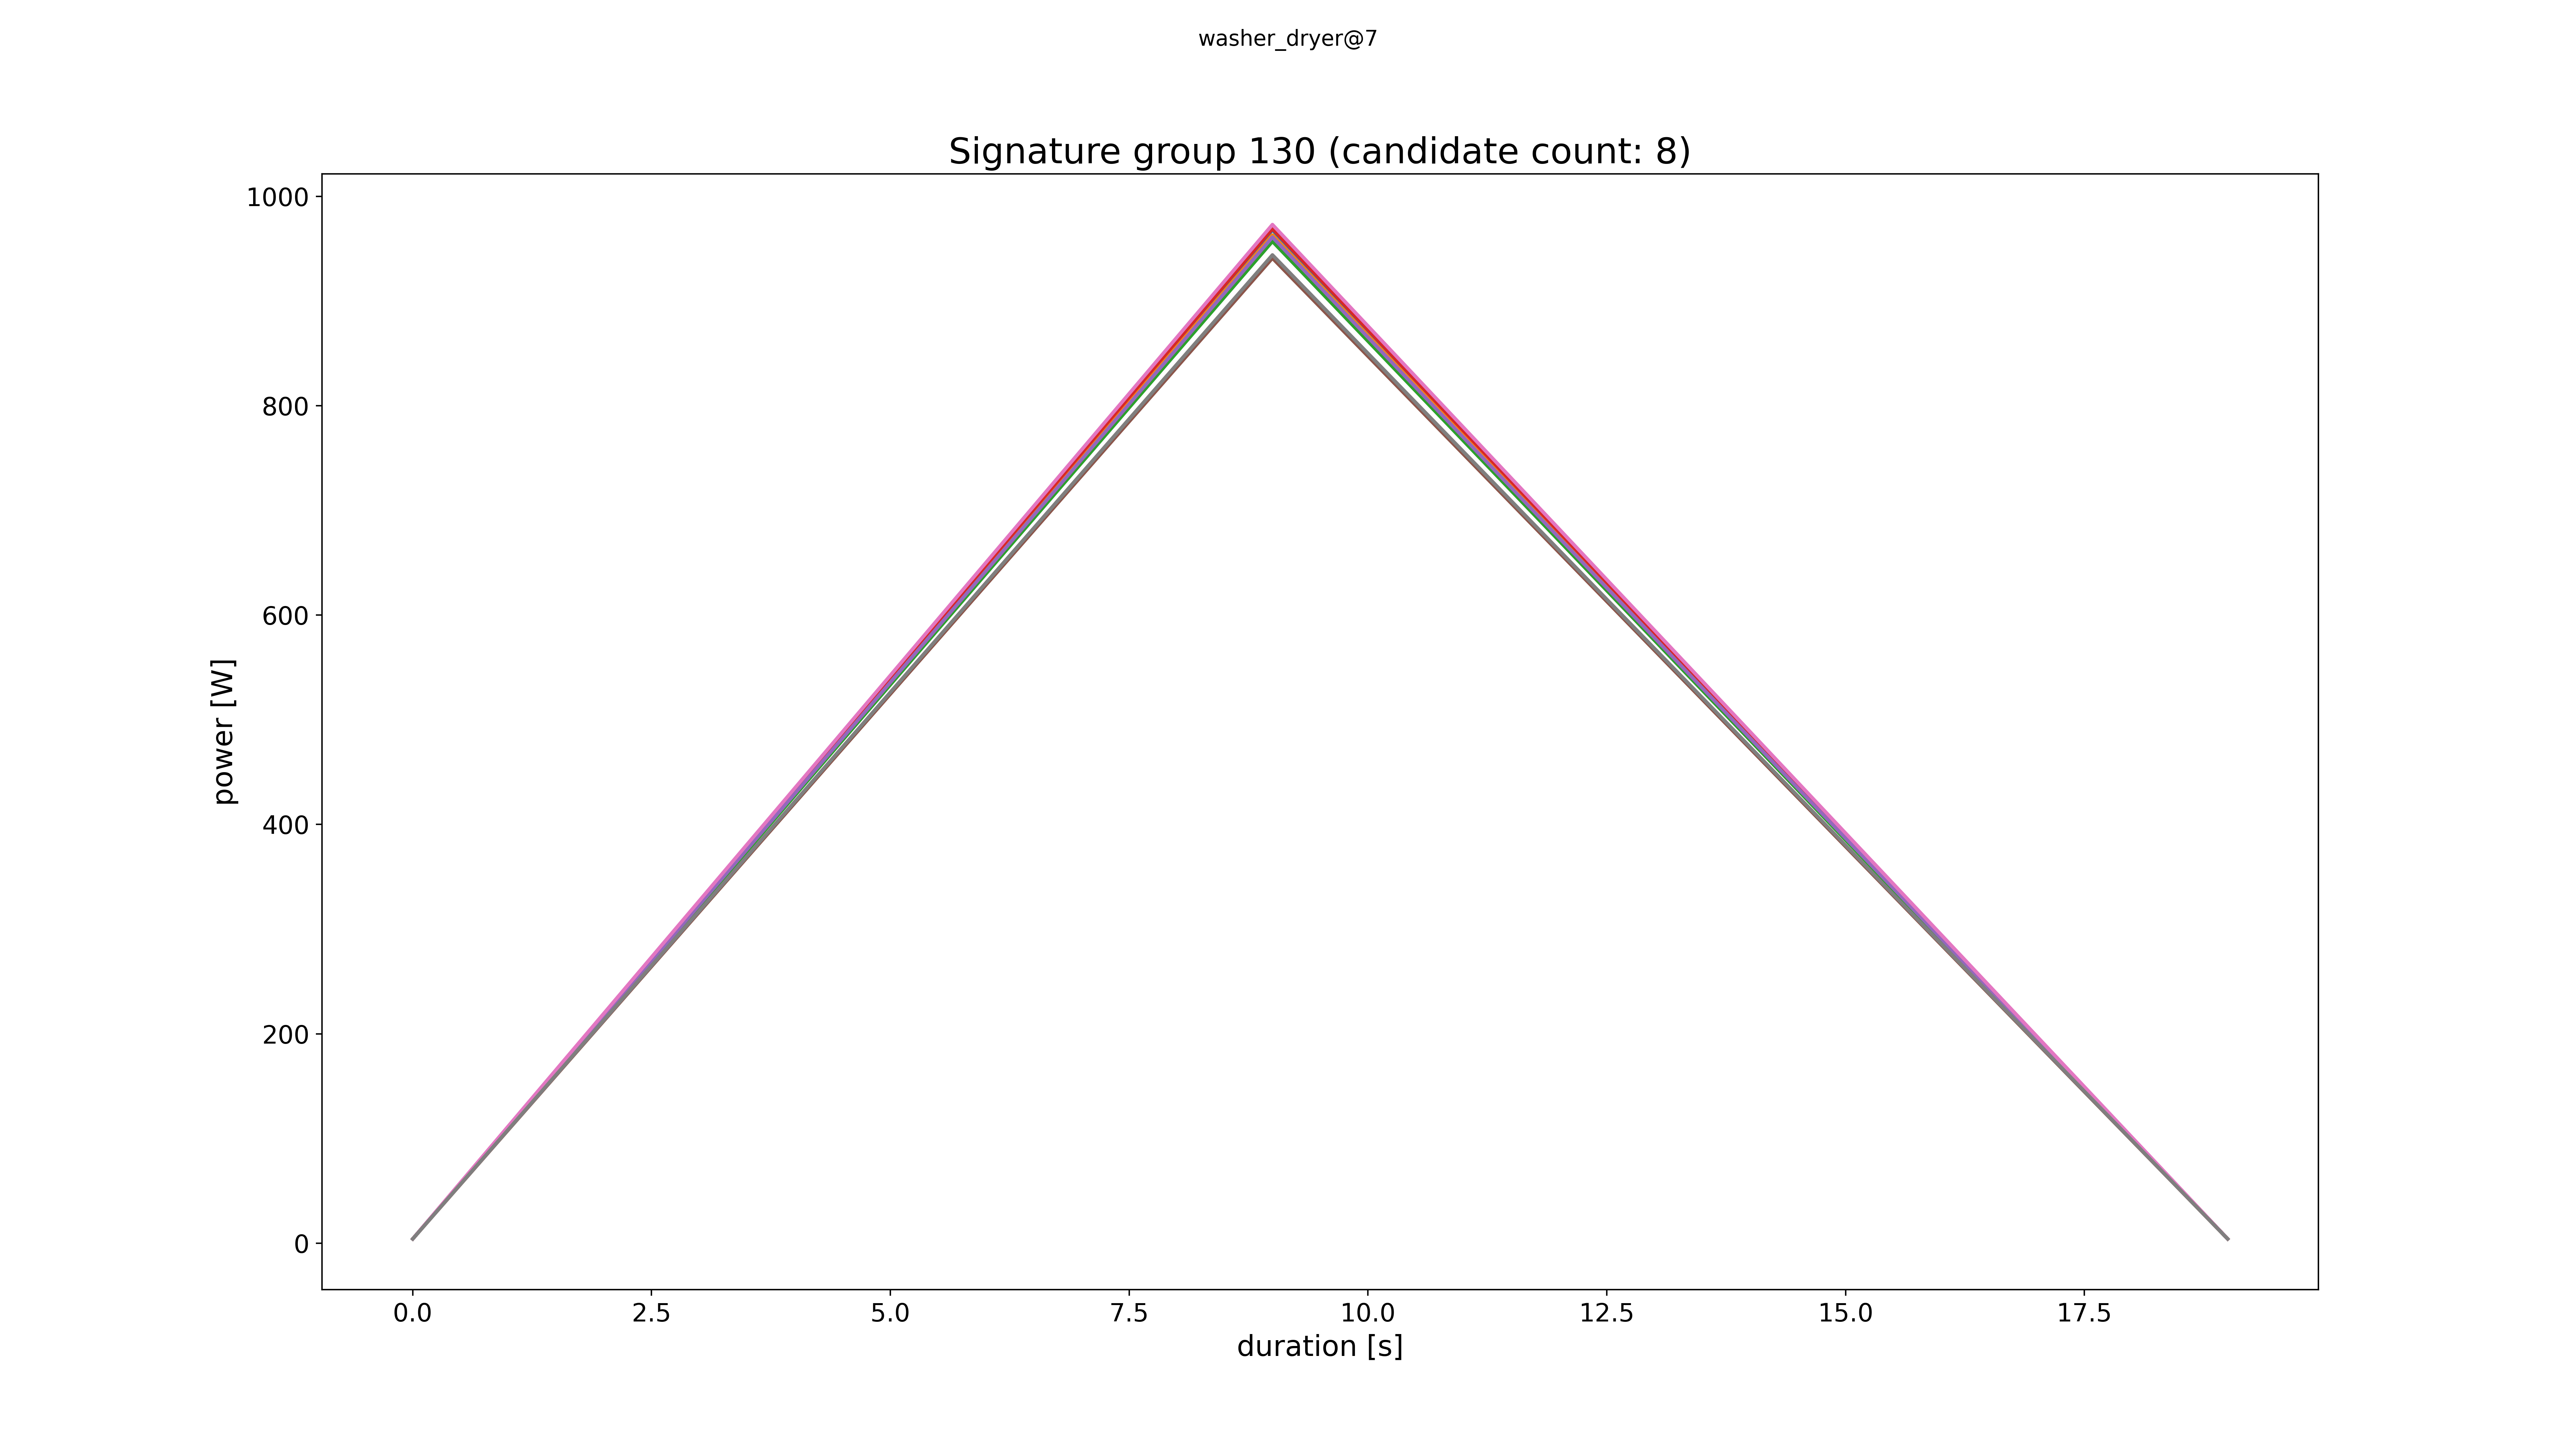 washer_dryer@7
Signature group 130 (candidate count: 8)
1000
800
600
400
200
0
power [W]
0.0 2.5 5.0 7.5 10.0 12.5 15.0 17.5
duration [s]